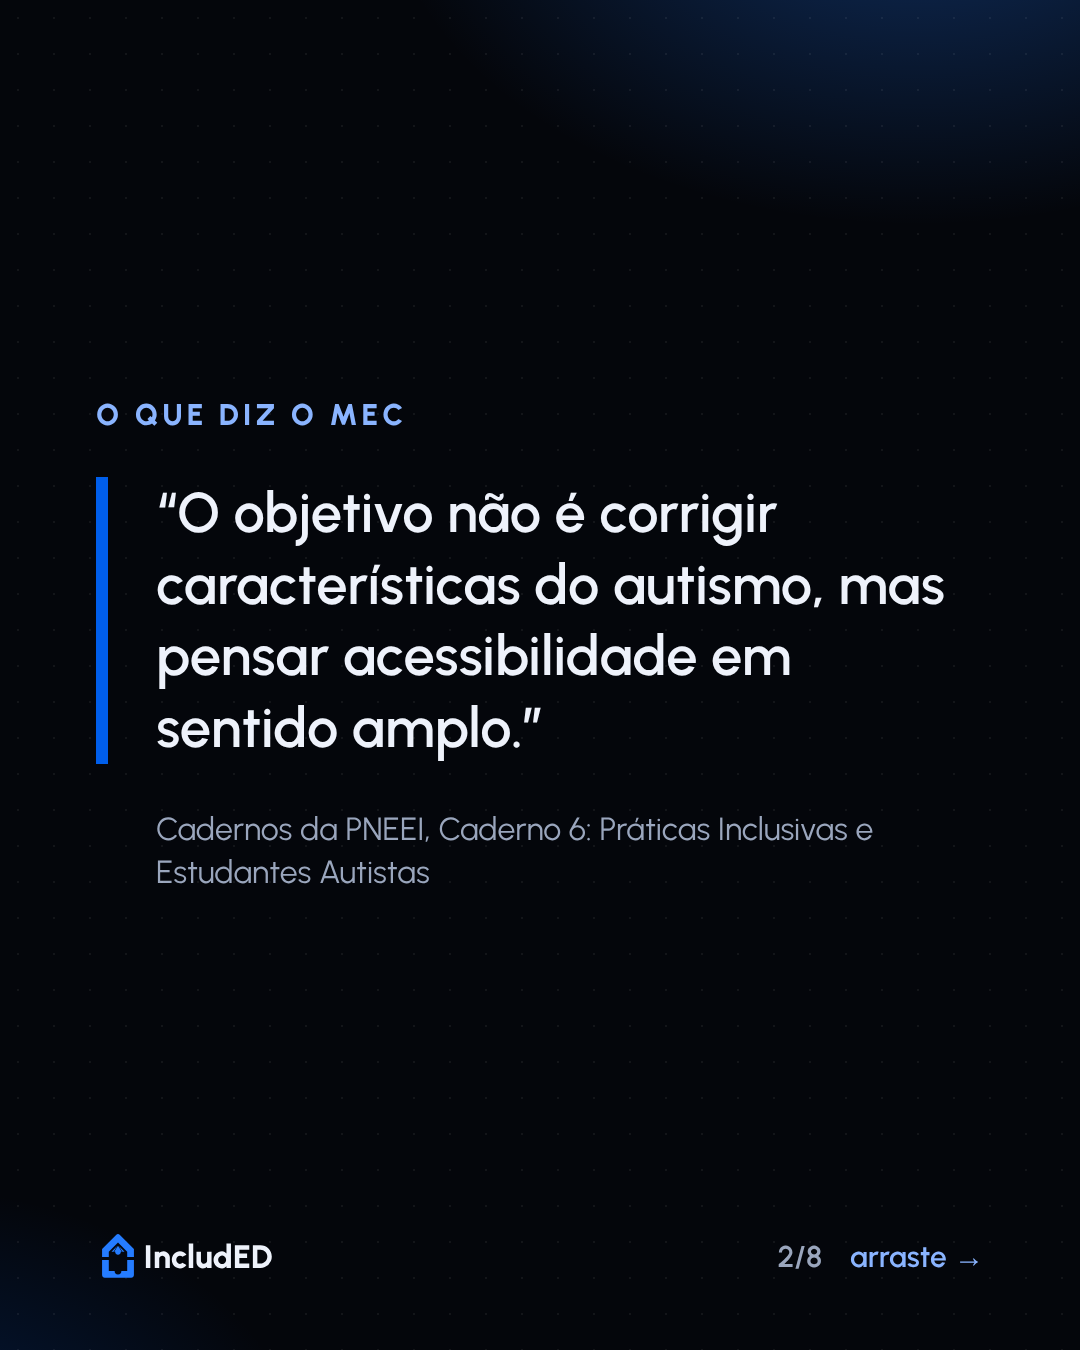 O QUE DIZ O MEC
“O objetivo não é corrigir
características do autismo, mas
pensar acessibilidade em
sentido amplo.”
Cadernos da PNEEI, Caderno 6: Práticas Inclusivas e
Estudantes Autistas
IncludED
2/8 arraste →